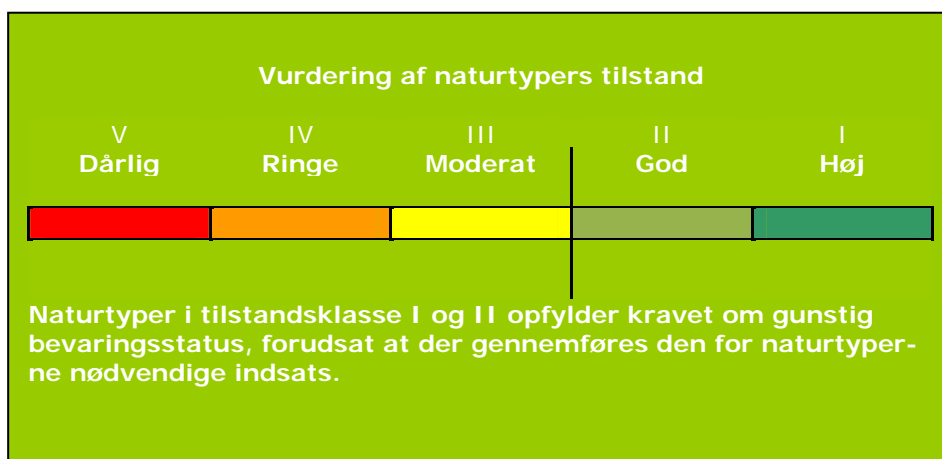 Vurdering af naturtypers tilstand
V IV III II I
Dårlig Ringe Moderat God Høj
Naturtyper i tilstandsklasse I og II opfylder kravet om gunstig
bevaringsstatus, forudsat at der gennemføres den for naturtyper-
ne nødvendige indsats.